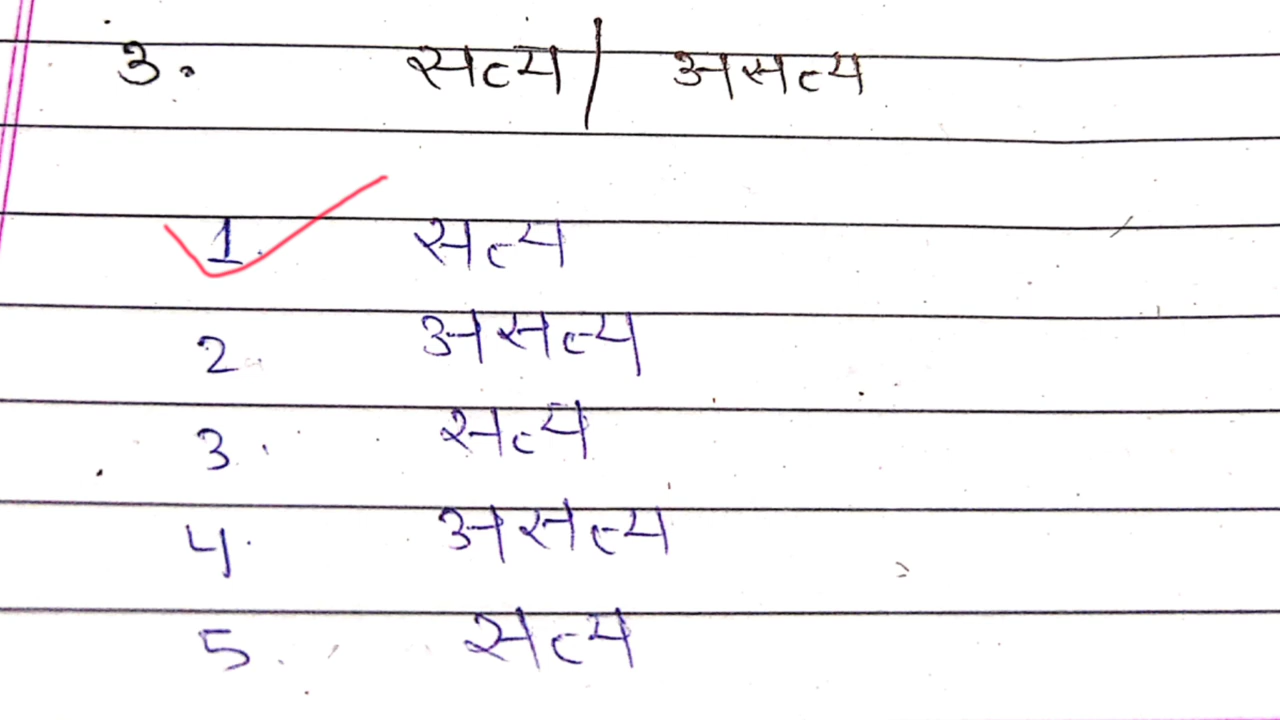 3. सत्य / असत्य
1. सत्य
2. असत्य
3. सत्य
4. असत्य
5. सत्य